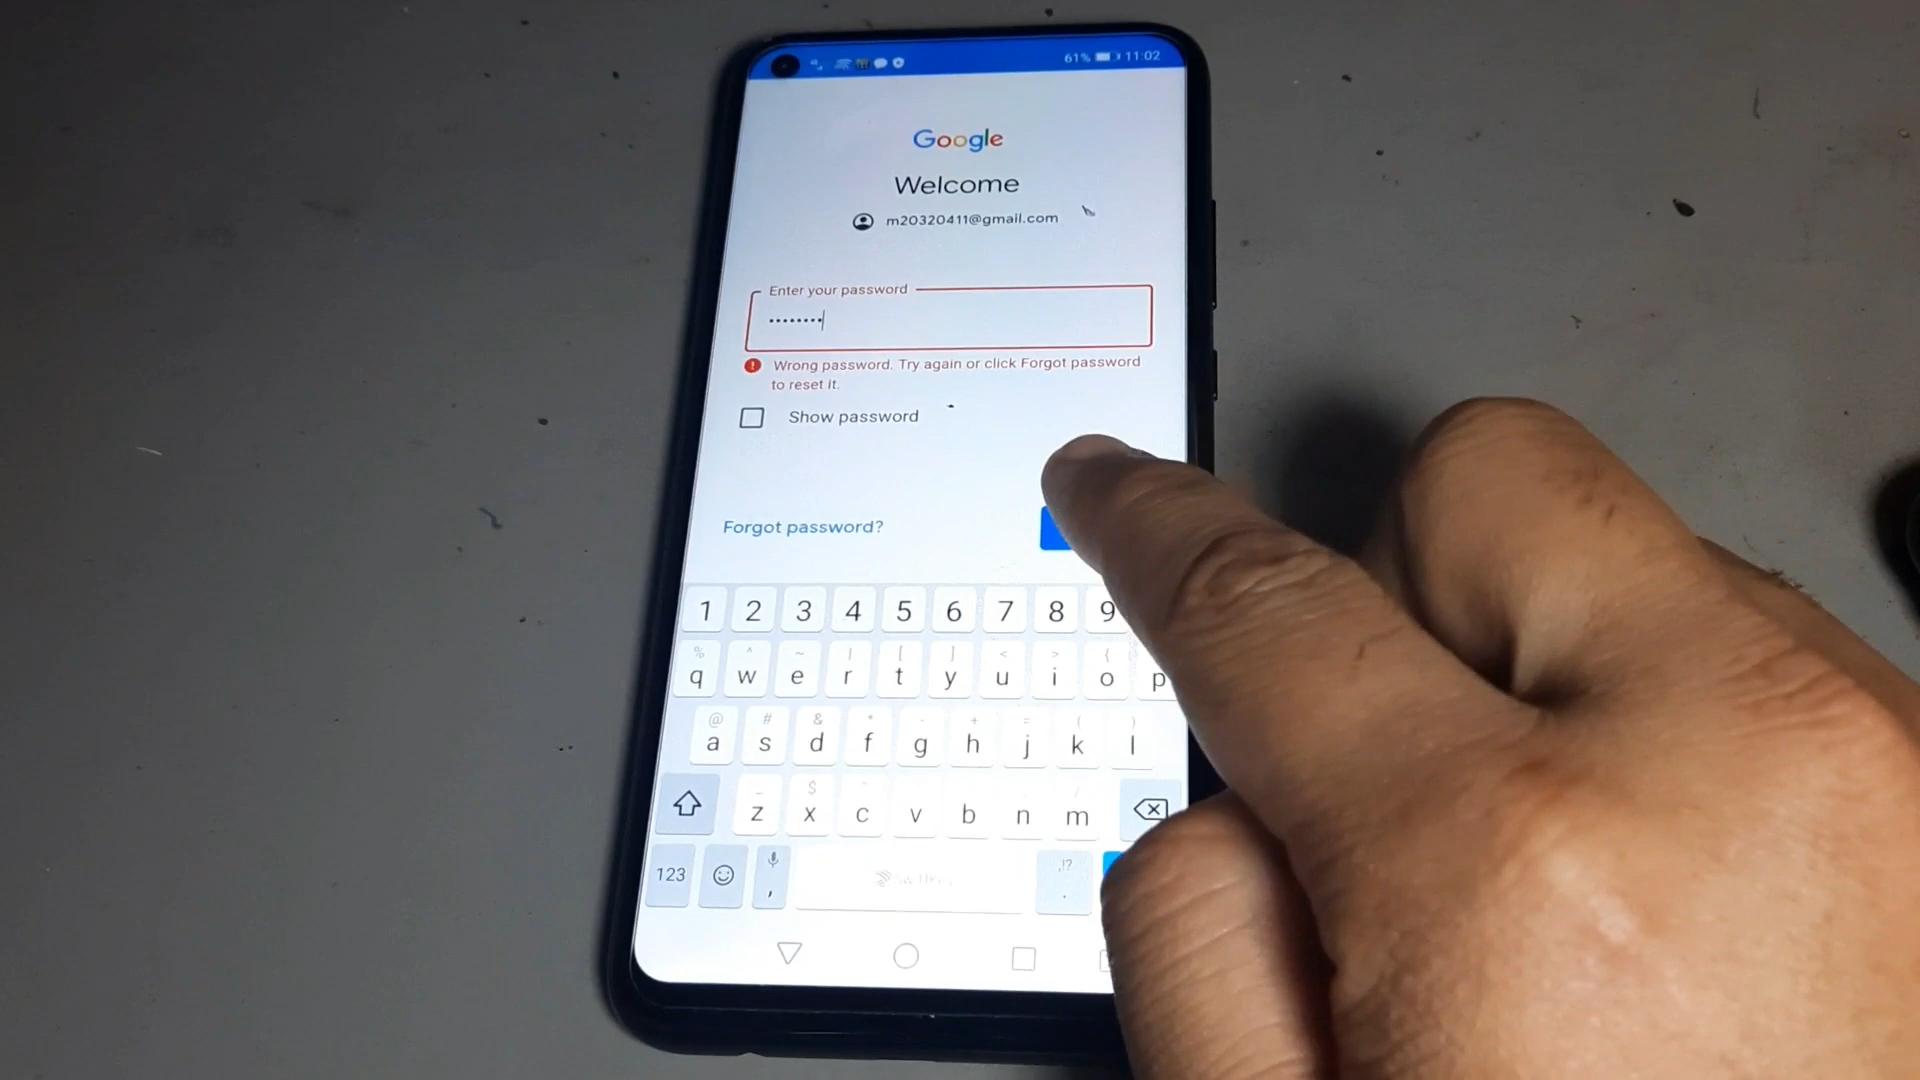 61% 11:02
Google
Welcome
m20320411@gmail.com
Enter your password
••••••••
Wrong password. Try again or click Forgot password
to reset it.
Show password
Forgot password?
1 2 3 4 5 6 7 8 9
% ^ ~ | [ ] < > {
q w e r t y u i o p
@ # & * - + = ( )
a s d f g h j k l
z x c v b n m
123 , ,!? .